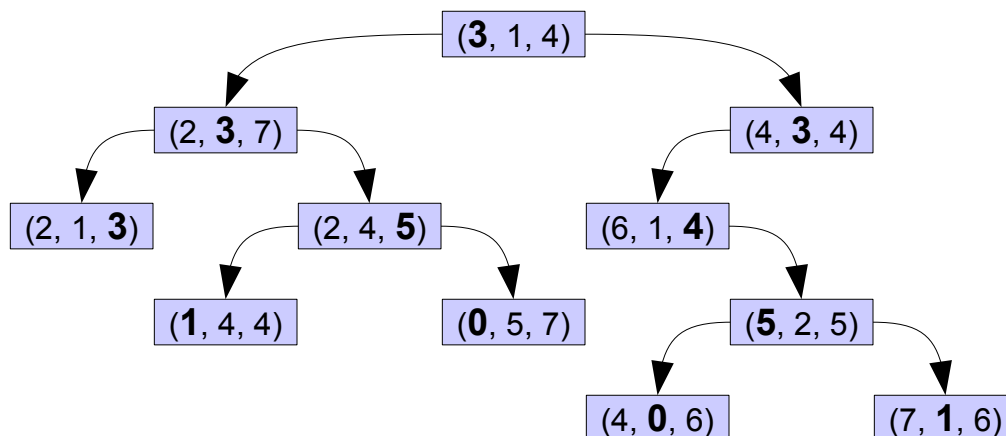 (3, 1, 4)
(2, 3, 7)
(4, 3, 4)
(2, 1, 3)
(2, 4, 5)
(6, 1, 4)
(1, 4, 4)
(0, 5, 7)
(5, 2, 5)
(4, 0, 6)
(7, 1, 6)